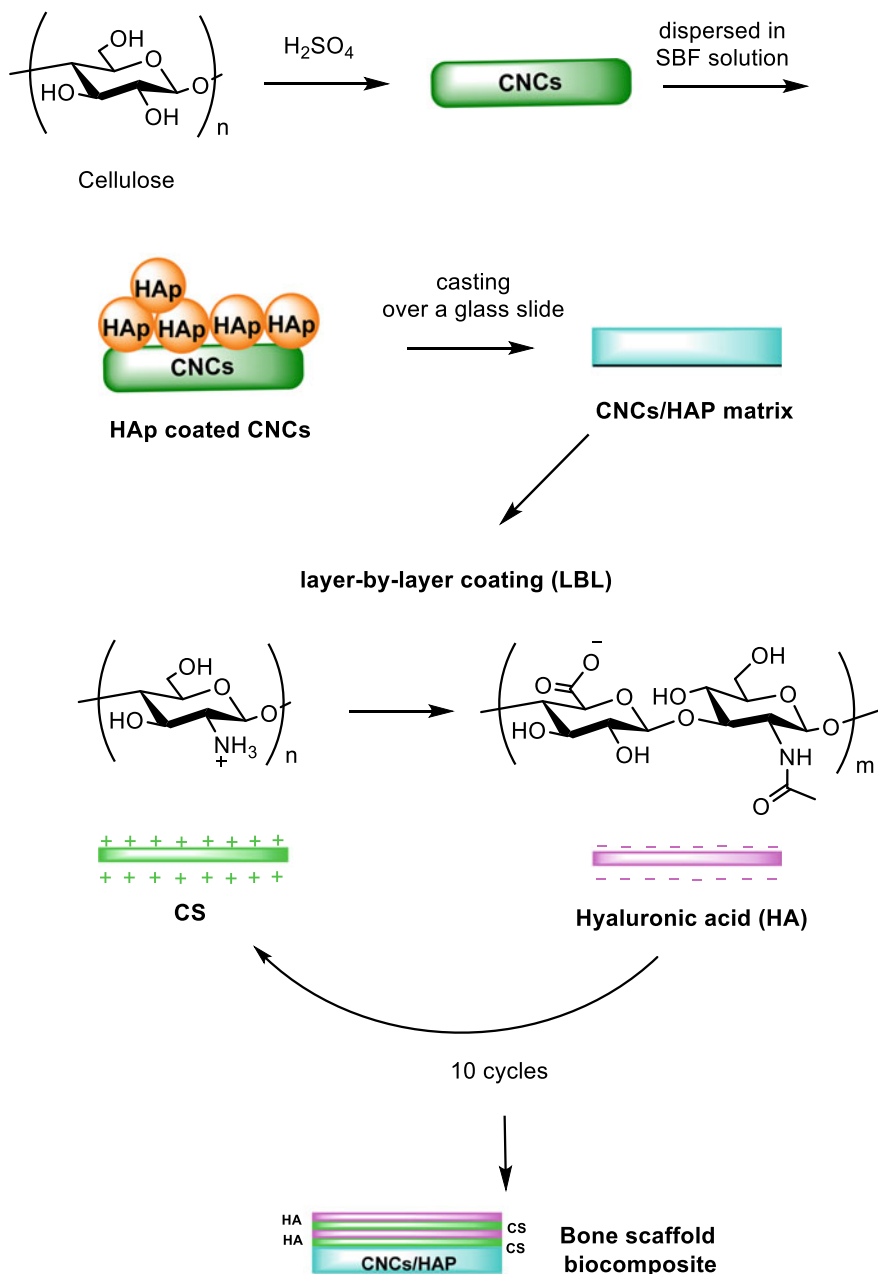 OH
O
HO
O
OH
n
Cellulose
H2SO4
CNCs
dispersed in
SBF solution
HAp
HAp
HAp
HAp
HAp
CNCs
HAp coated CNCs
casting
over a glass slide
CNCs/HAP matrix
layer-by-layer coating (LBL)
OH
O
HO
O
NH3
+
n
−
O
O
O
HO
OH
O
OH
HO
O
O
NH
O
m
+ + + + + + + +
+ + + + + + + +
CS
− − − − − − −
− − − − − − −
Hyaluronic acid (HA)
10 cycles
HA
CS
HA
CS
CNCs/HAP
Bone scaffold
biocomposite